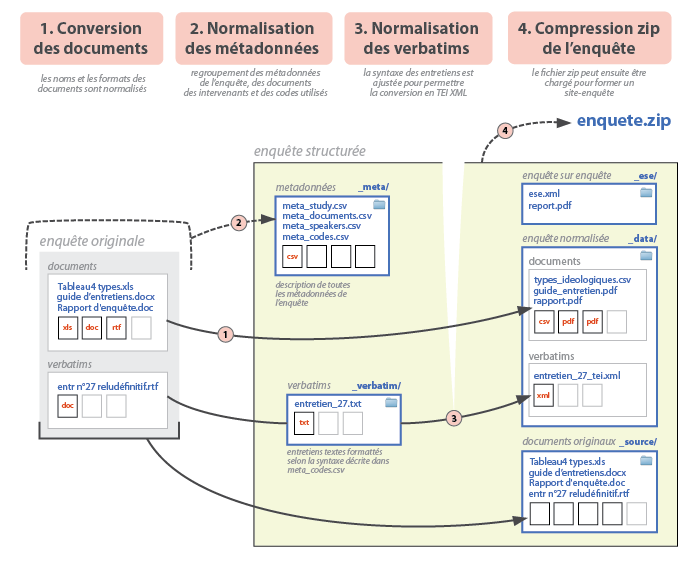 1. Conversion
des documents
les noms et les formats des
documents sont normalisés
2. Normalisation
des métadonnées
regroupement des métadonnées
de l'enquête, des documents
des intervenants et des codes utilisés
3. Normalisation
des verbatims
la syntaxe des entretiens est
ajustée pour permettre
la conversion en TEI XML
4. Compression zip
de l'enquête
le fichier zip peut ensuite être
chargé pour former un
site-enquête
4
enquete.zip
enquête structurée
metadonnées _meta/
meta_study.csv
meta_documents.csv
meta_speakers.csv
meta_codes.csv
csv
description de toutes
les métadonnées de
l'enquête
enquête sur enquête _ese/
ese.xml
report.pdf
2
enquête originale
documents
Tableau4 types.xls
guide d'entretiens.docx
Rapport d'enquête.doc
xls doc rtf
verbatims
entr n°27 reludéfinitif.rtf
doc
1
enquête normalisée _data/
documents
types_ideologiques.csv
guide_entretien.pdf
rapport.pdf
csv pdf pdf
verbatims
entretien_27_tei.xml
xml
verbatims _verbatim/
entretien_27.txt
txt
entretiens textes formattés
selon la syntaxe décrite dans
meta_codes.csv
3
documents originaux _source/
Tableau4 types.xls
guide d'entretiens.docx
Rapport d'enquête.doc
entr n°27 reludéfinitif.rtf